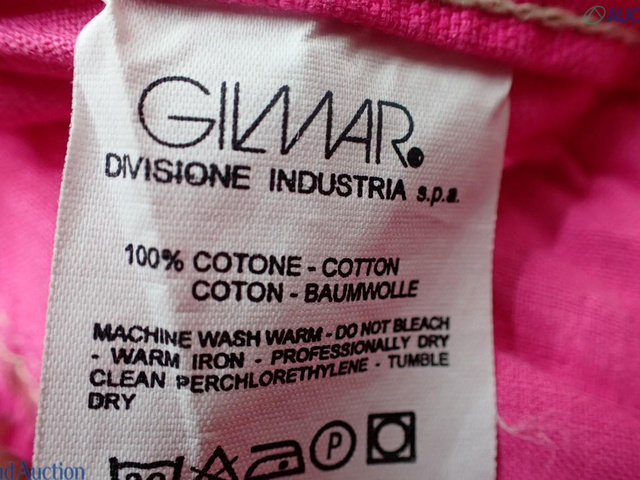 GILMAR.
DIVISIONE INDUSTRIA s.p.a.
100% COTONE - COTTON
COTON - BAUMWOLLE
MACHINE WASH WARM - DO NOT BLEACH
- WARM IRON - PROFESSIONALLY DRY
CLEAN PERCHLORETHYLENE - TUMBLE
DRY
P
Auction